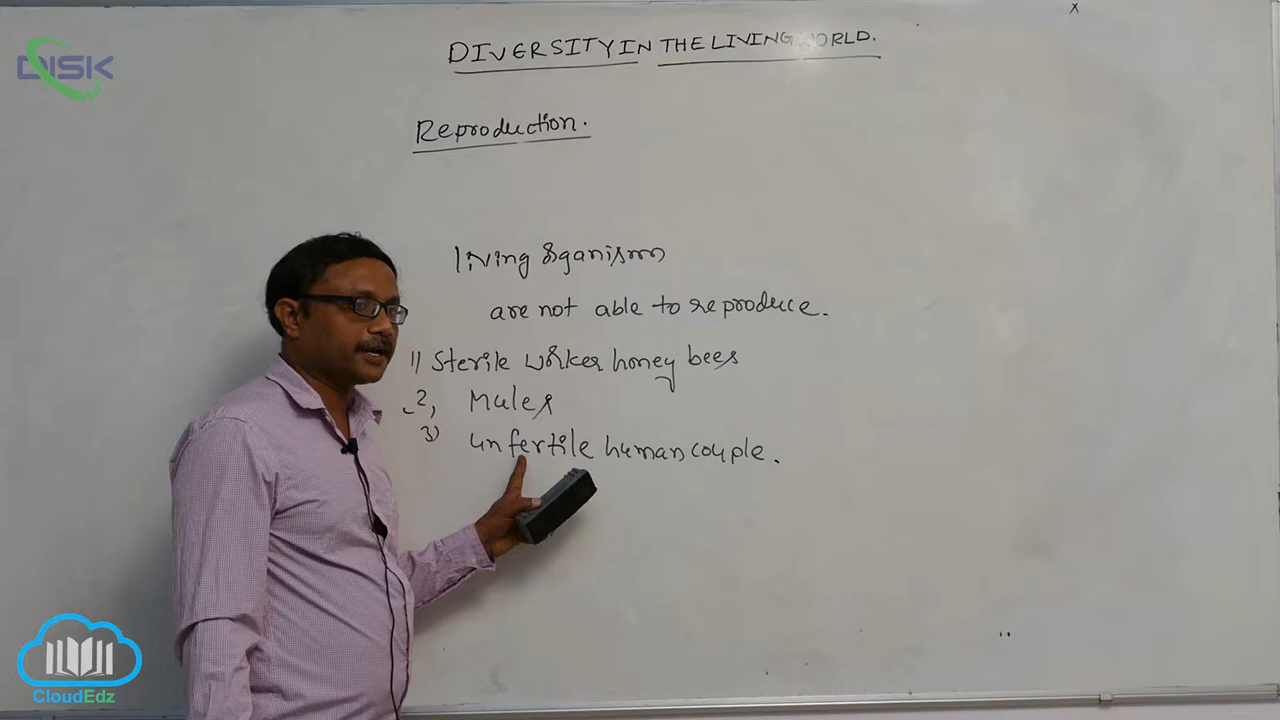 DISK
DIVERSITY IN THE LIVING WORLD.
Reproduction.
living organism
are not able to reproduce.
1) Sterile worker honey bees
2, Mules
3) unfertile human couple.
CloudEdz